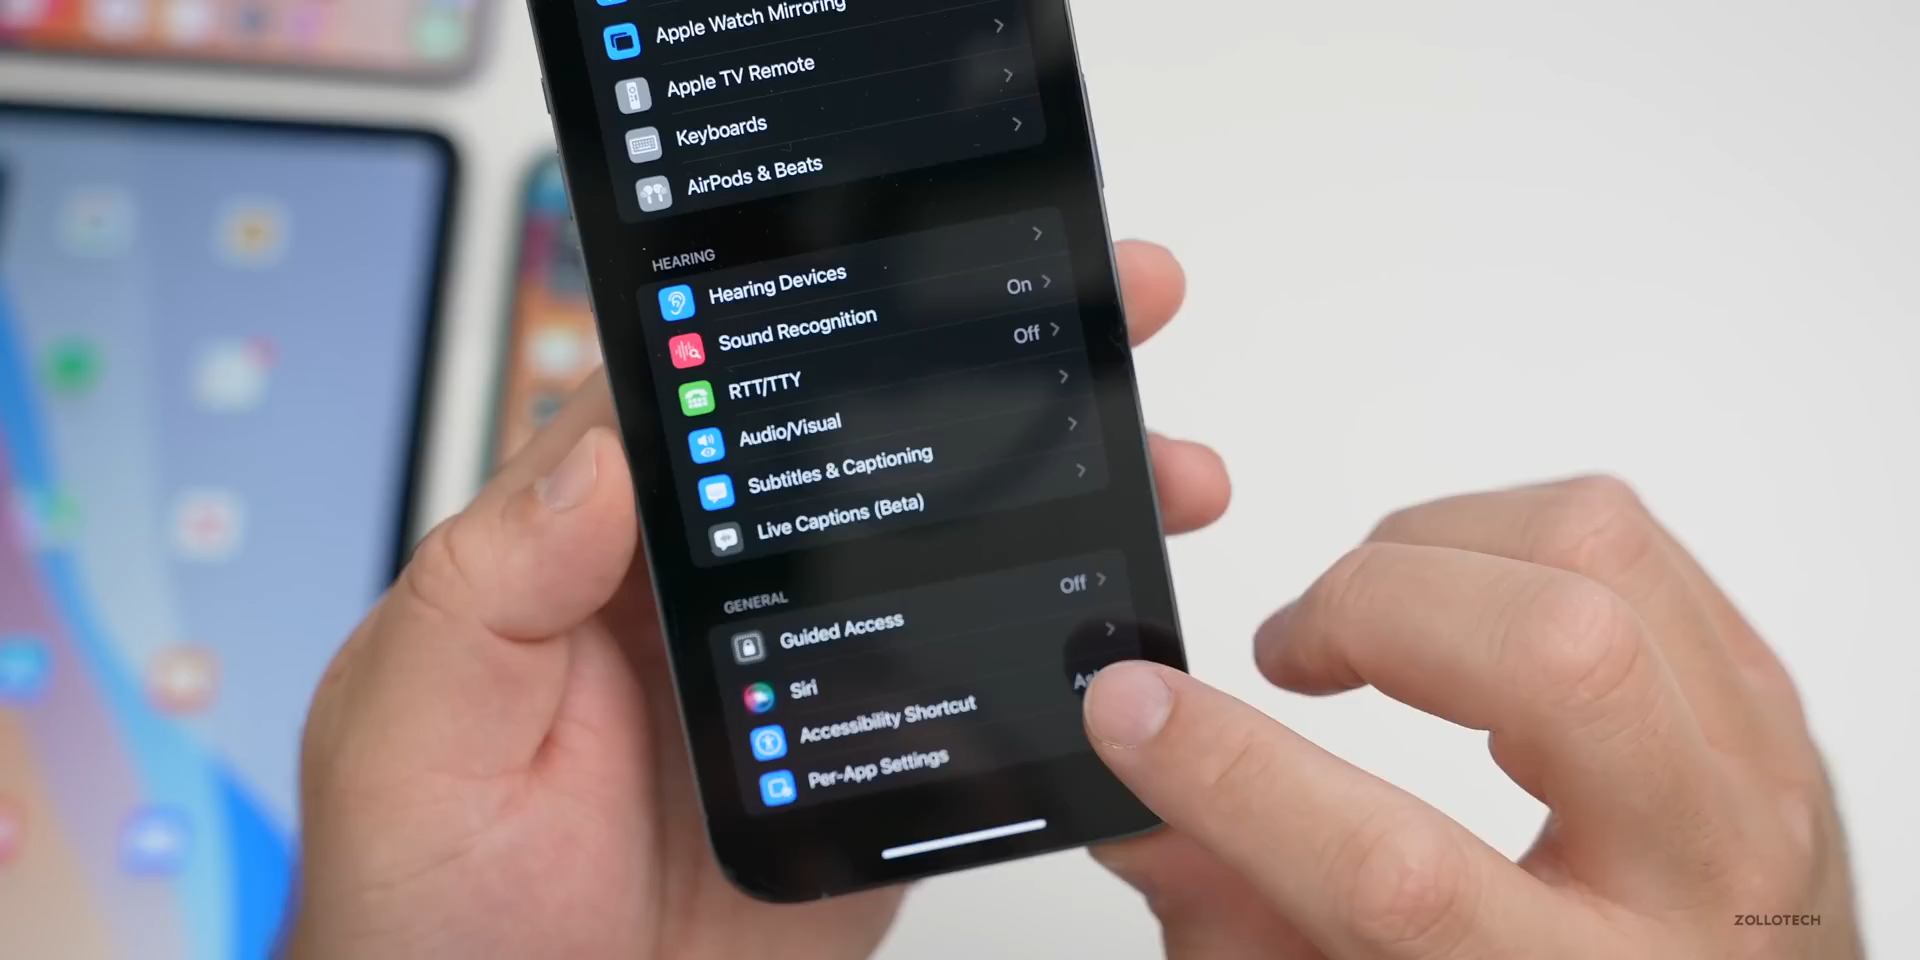 Apple Watch Mirroring
Apple TV Remote
Keyboards
AirPods & Beats
HEARING
Hearing Devices
Sound Recognition On
RTT/TTY Off
Audio/Visual
Subtitles & Captioning
Live Captions (Beta)
GENERAL
Guided Access Off
Siri
Accessibility Shortcut
Per-App Settings
ZOLLOTECH